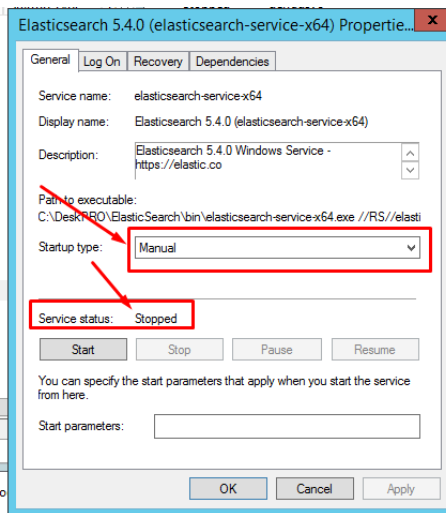 Elasticsearch 5.4.0 (elasticsearch-service-x64) Propertie...
x
General Log On Recovery Dependencies
Service name: elasticsearch-service-x64
Display name: Elasticsearch 5.4.0 (elasticsearch-service-x64)
Description: Elasticsearch 5.4.0 Windows Service -
https://elastic.co
Path to executable:
C:\DeskPRO\ElasticSearch\bin\elasticsearch-service-x64.exe //RS//elasti
Startup type: Manual
Service status: Stopped
Start Stop Pause Resume
You can specify the start parameters that apply when you start the service
from here.
Start parameters:
OK Cancel Apply